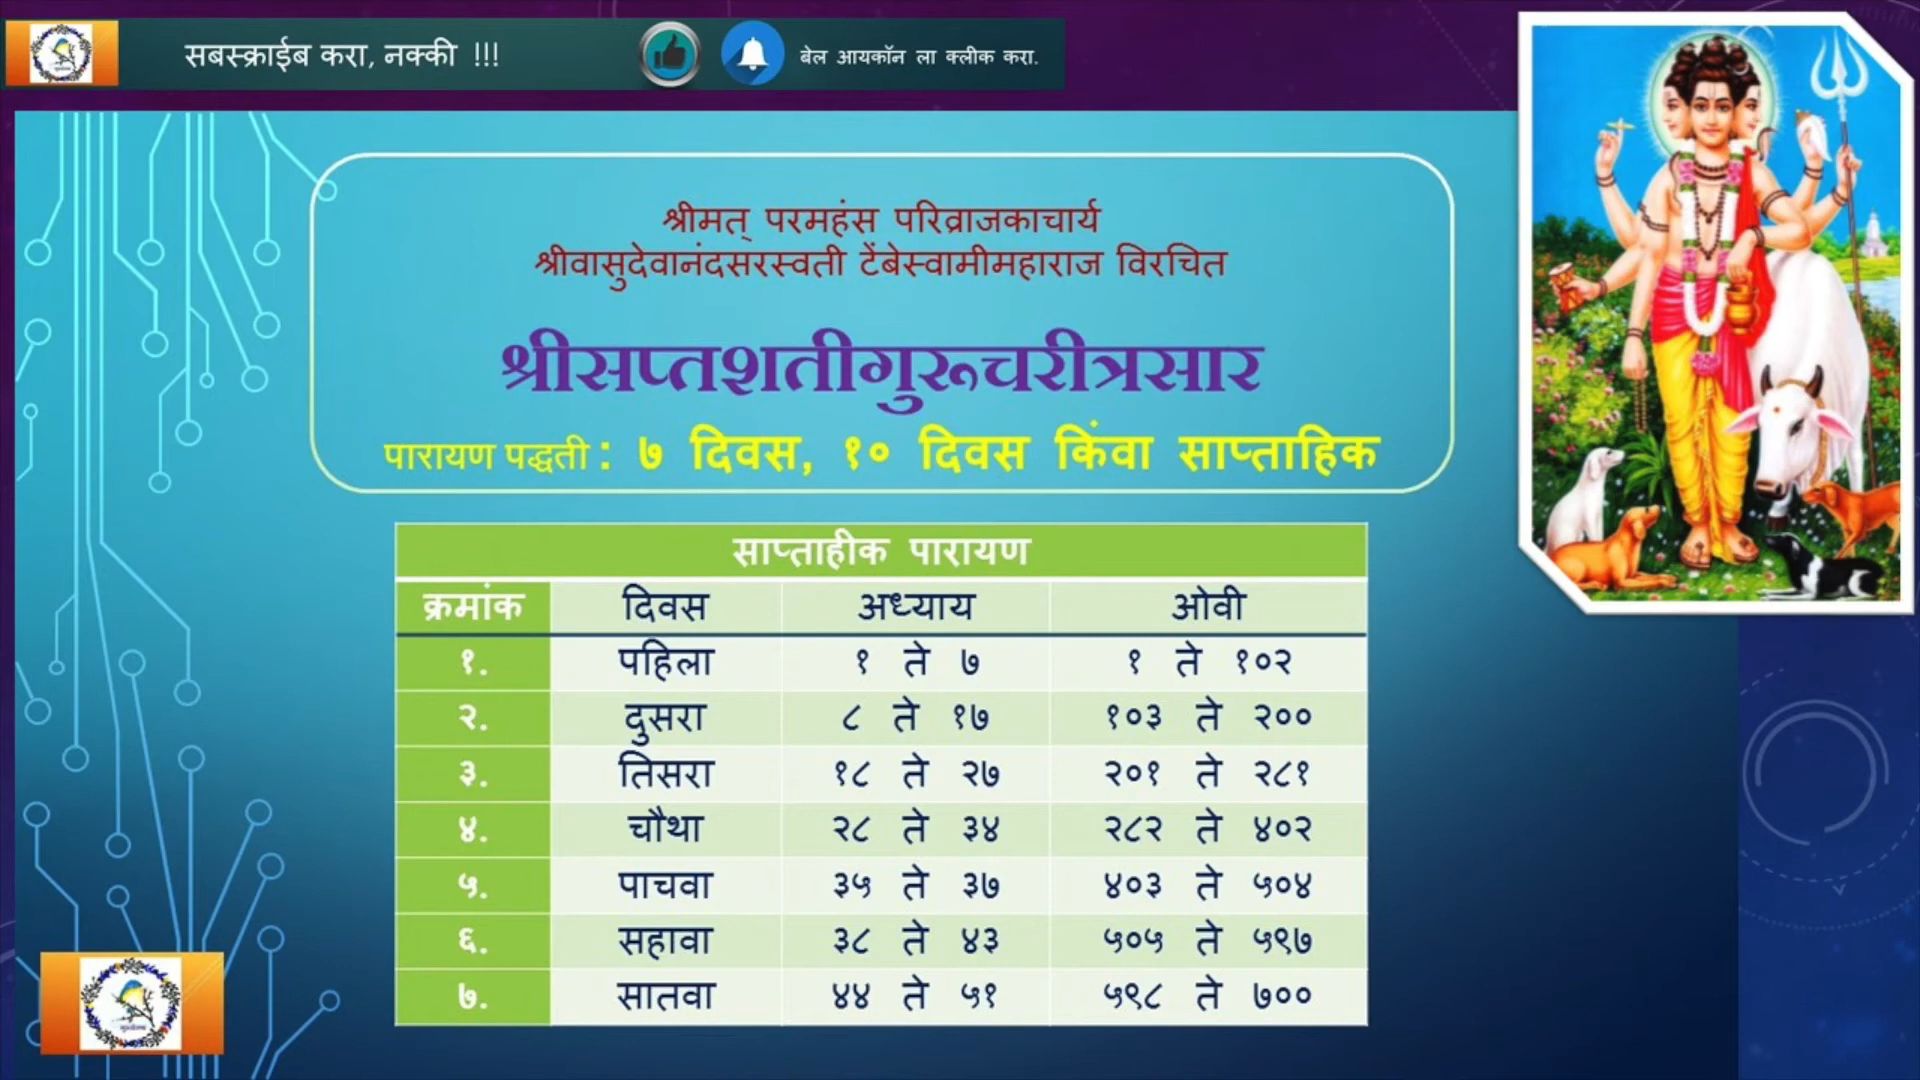 सबस्क्राईब करा, नक्की !!!
बेल आयकॉन ला क्लीक करा.
श्रीमत् परमहंस परिव्राजकाचार्य
श्रीवासुदेवानंदसरस्वती टेंबेस्वामीमहाराज विरचित
श्रीसप्तशतीगुरूचरीत्रसार
पारायण पद्धती : ७ दिवस, १० दिवस किंवा साप्ताहिक
साप्ताहीक पारायण
क्रमांक दिवस अध्याय ओवी
१. पहिला १ ते ७ १ ते १०२
२. दुसरा ८ ते १७ १०३ ते २००
३. तिसरा १८ ते २७ २०१ ते २८१
४. चौथा २८ ते ३४ २८२ ते ४०२
५. पाचवा ३५ ते ३७ ४०३ ते ५०४
६. सहावा ३८ ते ४३ ५०५ ते ५९७
७. सातवा ४४ ते ५१ ५९८ ते ७००